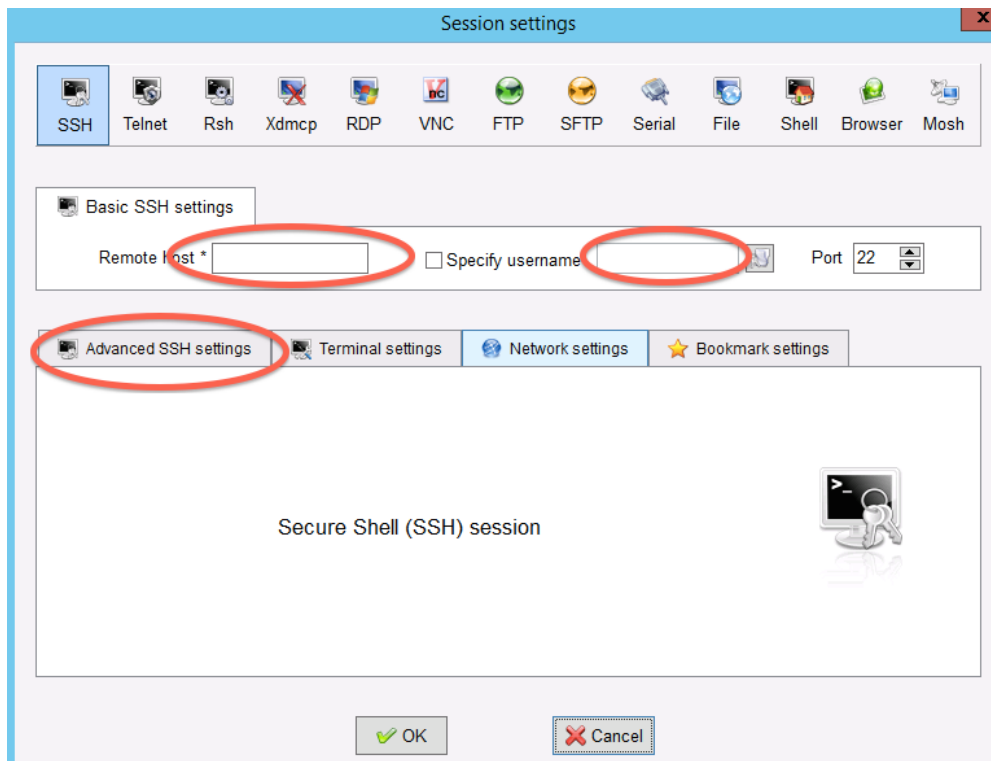 Session settings
x
SSH Telnet Rsh Xdmcp RDP VNC FTP SFTP Serial File Shell Browser Mosh
Basic SSH settings
Remote host * Specify username Port 22
Advanced SSH settings Terminal settings Network settings Bookmark settings
Secure Shell (SSH) session
>_
OK Cancel